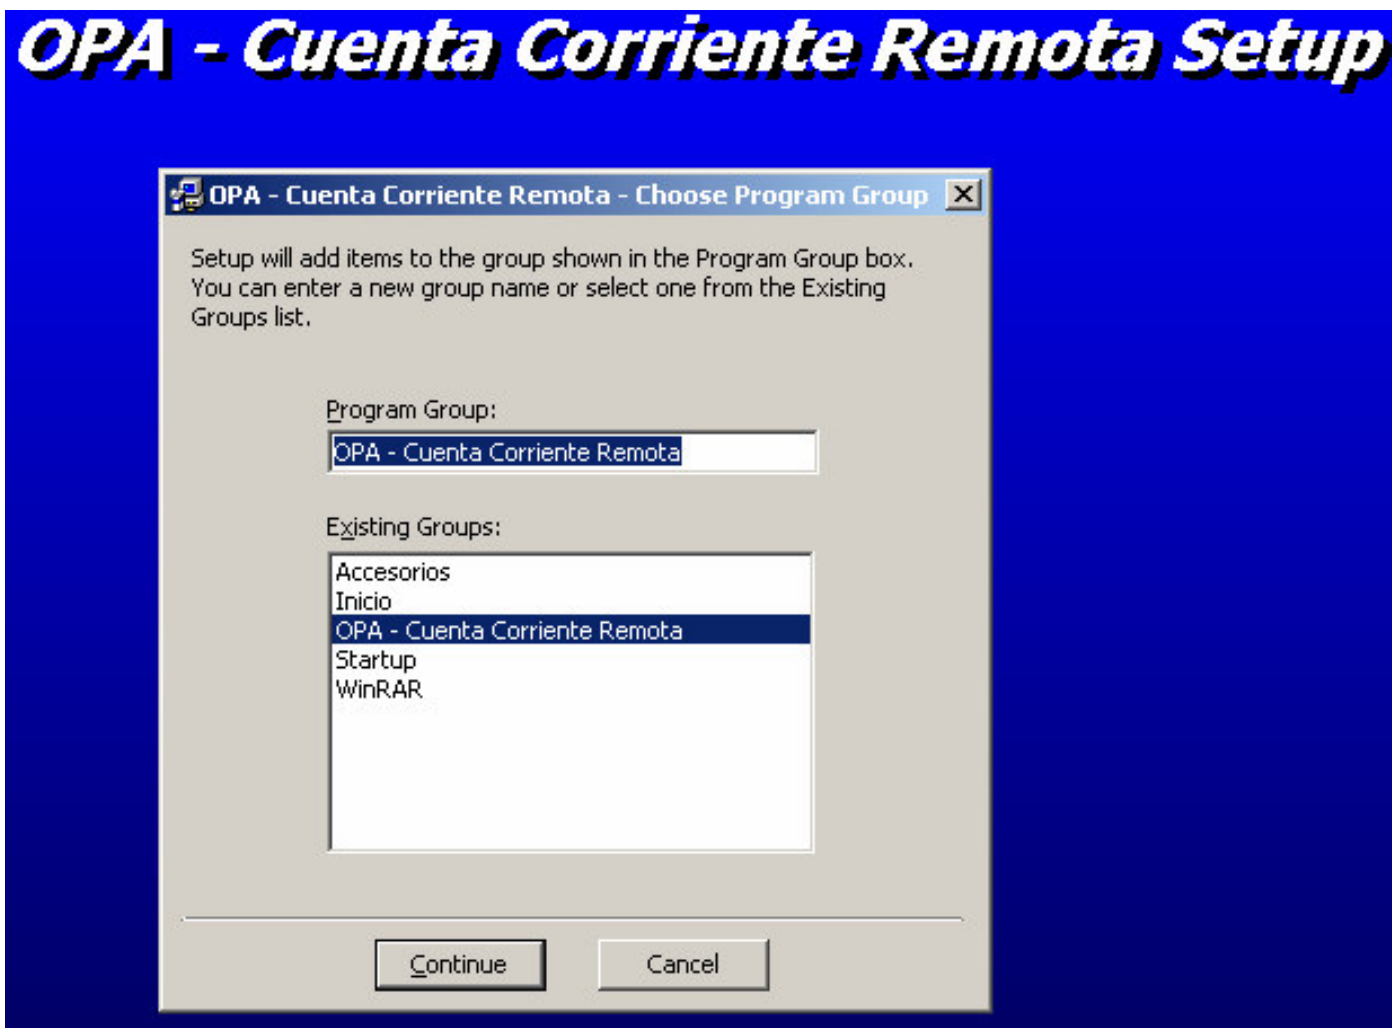 OPA - Cuenta Corriente Remota Setup
OPA - Cuenta Corriente Remota - Choose Program Group
Setup will add items to the group shown in the Program Group box.
You can enter a new group name or select one from the Existing
Groups list.
Program Group:
OPA - Cuenta Corriente Remota
Existing Groups:
Accesorios
Inicio
OPA - Cuenta Corriente Remota
Startup
WinRAR
Continue
Cancel